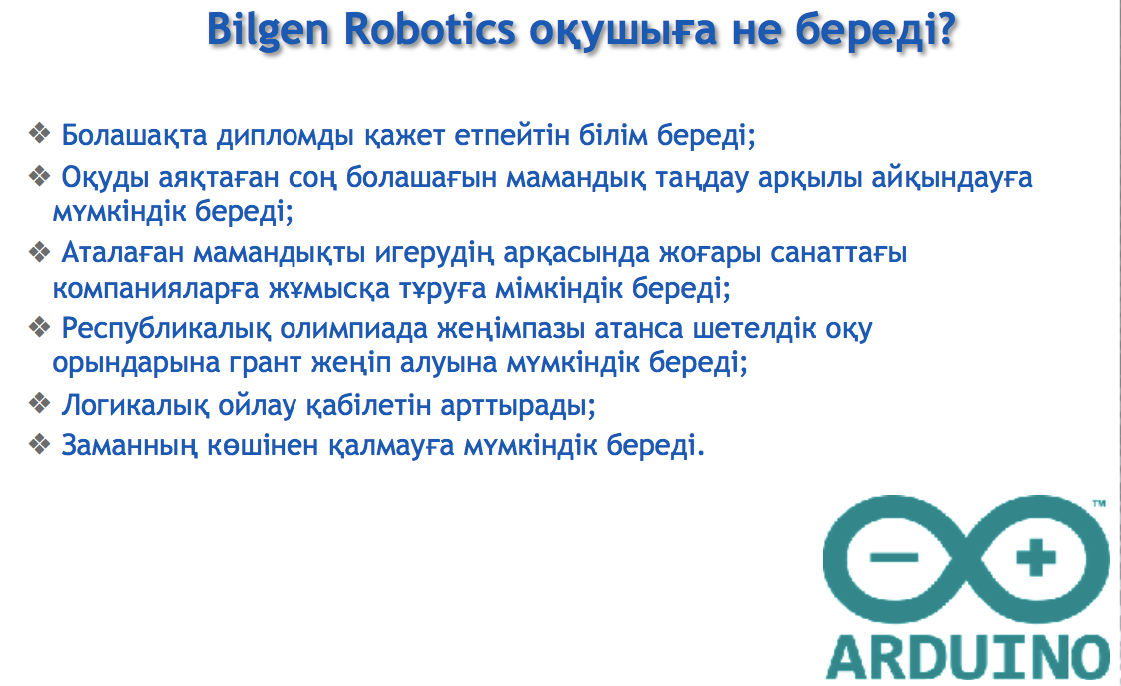 Bilgen Robotics оқушыға не береді?
❖ Болашақта дипломды қажет етпейтін білім береді;
❖ Оқуды аяқтаған соң болашағын мамандық таңдау арқылы айқындауға
мүмкіндік береді;
❖ Аталаған мамандықты игерудің арқасында жоғары санаттағы
компанияларға жұмысқа тұруға мімкіндік береді;
❖ Республикалық олимпиада жеңімпазы атанса шетелдік оқу
орындарына грант жеңіп алуына мүмкіндік береді;
❖ Логикалық ойлау қабілетін арттырады;
❖ Заманның көшінен қалмауға мүмкіндік береді.
TM
ARDUINO